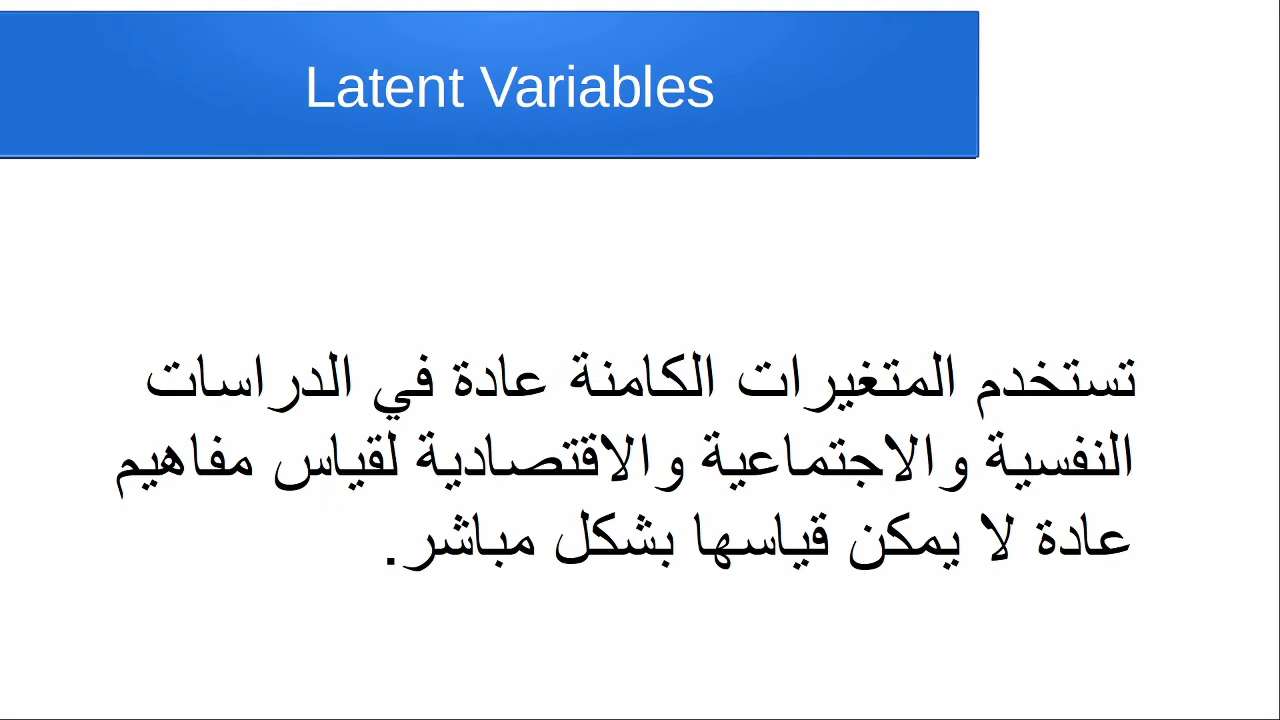 Latent Variables
تستخدم المتغيرات الكامنة عادة في الدراسات
النفسية والاجتماعية والاقتصادية لقياس مفاهيم
عادة لا يمكن قياسها بشكل مباشر.